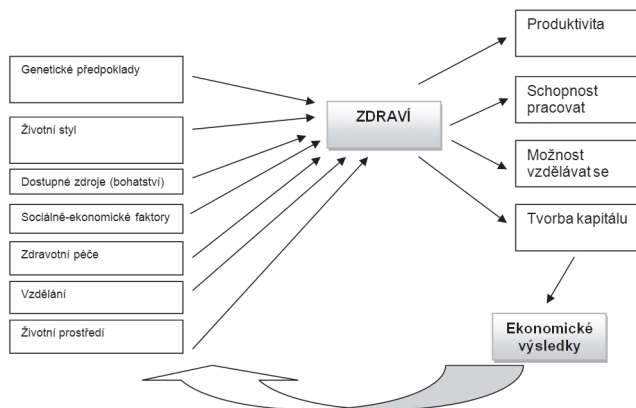 Genetické předpoklady
Životní styl
Dostupné zdroje (bohatství)
Sociálně-ekonomické faktory
Zdravotní péče
Vzdělání
Životní prostředí
ZDRAVÍ
Produktivita
Schopnost
pracovat
Možnost
vzdělávat se
Tvorba kapitálu
Ekonomické
výsledky